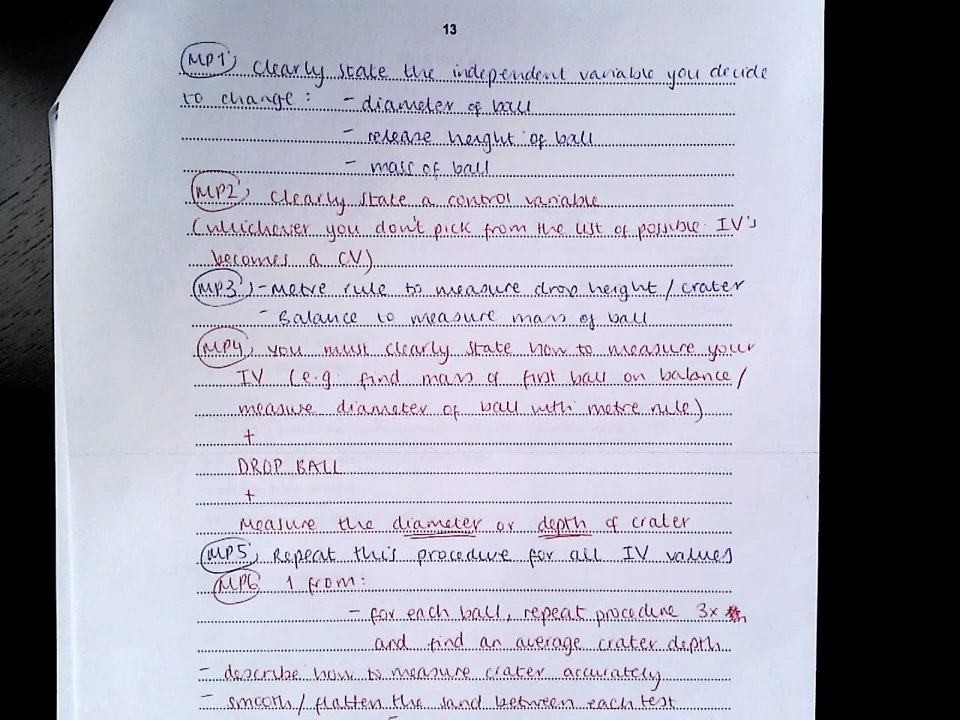 13
MP1; Clearly state the independent variable you decide
to change: - diameter of ball
- release height of ball
- mass of ball
MP2; clearly state a control variable
(whichever you don't pick from the list of possible IV's
becomes a CV)
MP3; - metre rule to measure drop height / crater
- Balance to measure mass of ball
MP4; you must clearly state how to measure your
IV (e.g. find mass of first ball on balance /
measure diameter of ball with metre rule)
+
DROP BALL
+
Measure the diameter or depth of crater
MP5; Repeat this procedure for all IV values
MP6 1 from:
- for each ball, repeat procedure 3x
and find an average crater depth
- describe how to measure crater accurately
- smooth / flatten the sand between each test